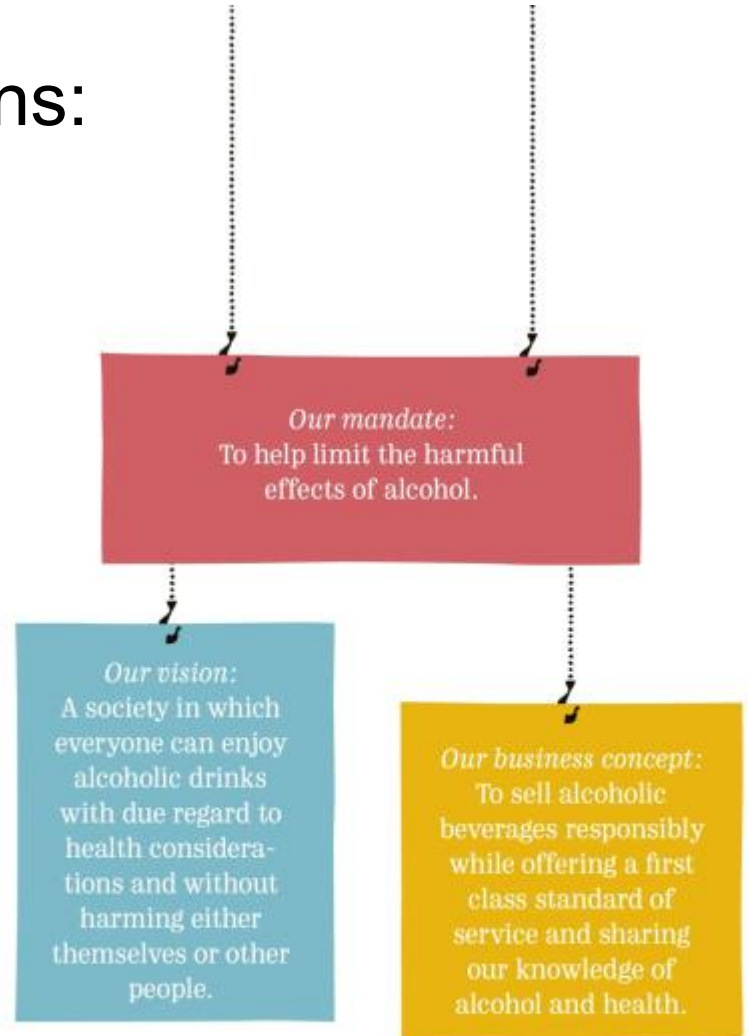 ns:
Our mandate:
To help limit the harmful
effects of alcohol.
Our vision:
A society in which
everyone can enjoy
alcoholic drinks
with due regard to
health considera-
tions and without
harming either
themselves or other
people.
Our business concept:
To sell alcoholic
beverages responsibly
while offering a first
class standard of
service and sharing
our knowledge of
alcohol and health.